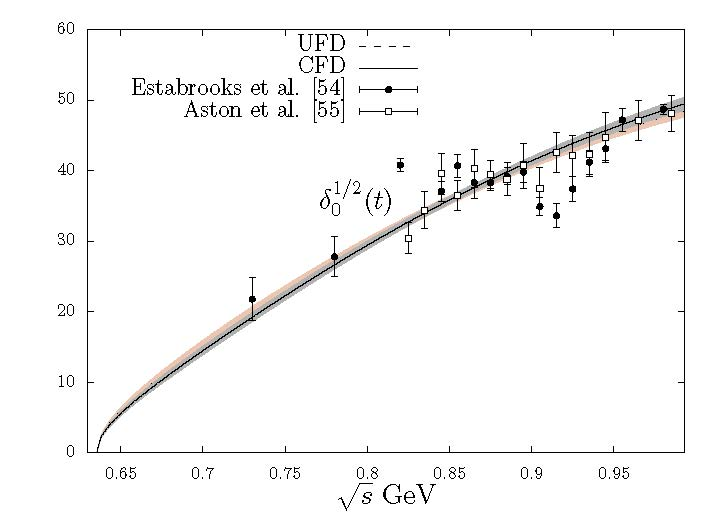 60
50
40
30
20
10
0
UFD
CFD
Estabrooks et al. [54]
Aston et al. [55]
δ₀^{1/2}(t)
0.65 0.7 0.75 0.8 0.85 0.9 0.95
√s GeV